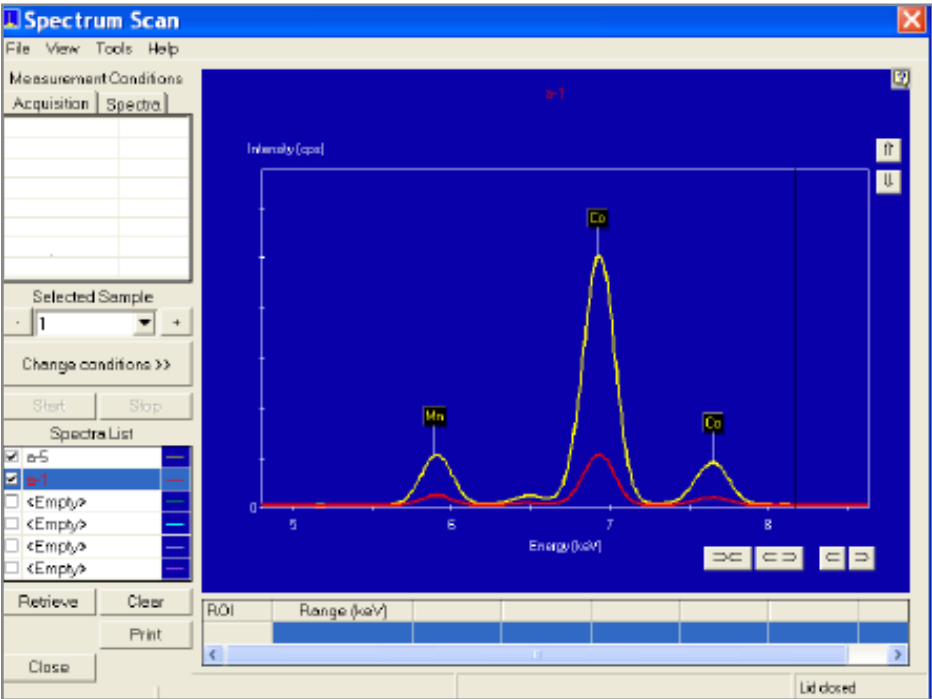 Spectrum Scan
File View Tools Help
Measurement Conditions
Acquisition Spectra
Selected Sample
- 1 +
Change conditions >>
Start Stop
Spectra List
a-5
a-1
<Empty>
<Empty>
<Empty>
<Empty>
Retrieve Clear
Print
Close
a-1
Intensity (cps)
Co
Mn
Co
0
5 6 7 8
Energy (keV)
ROI Range (keV)
Lid closed